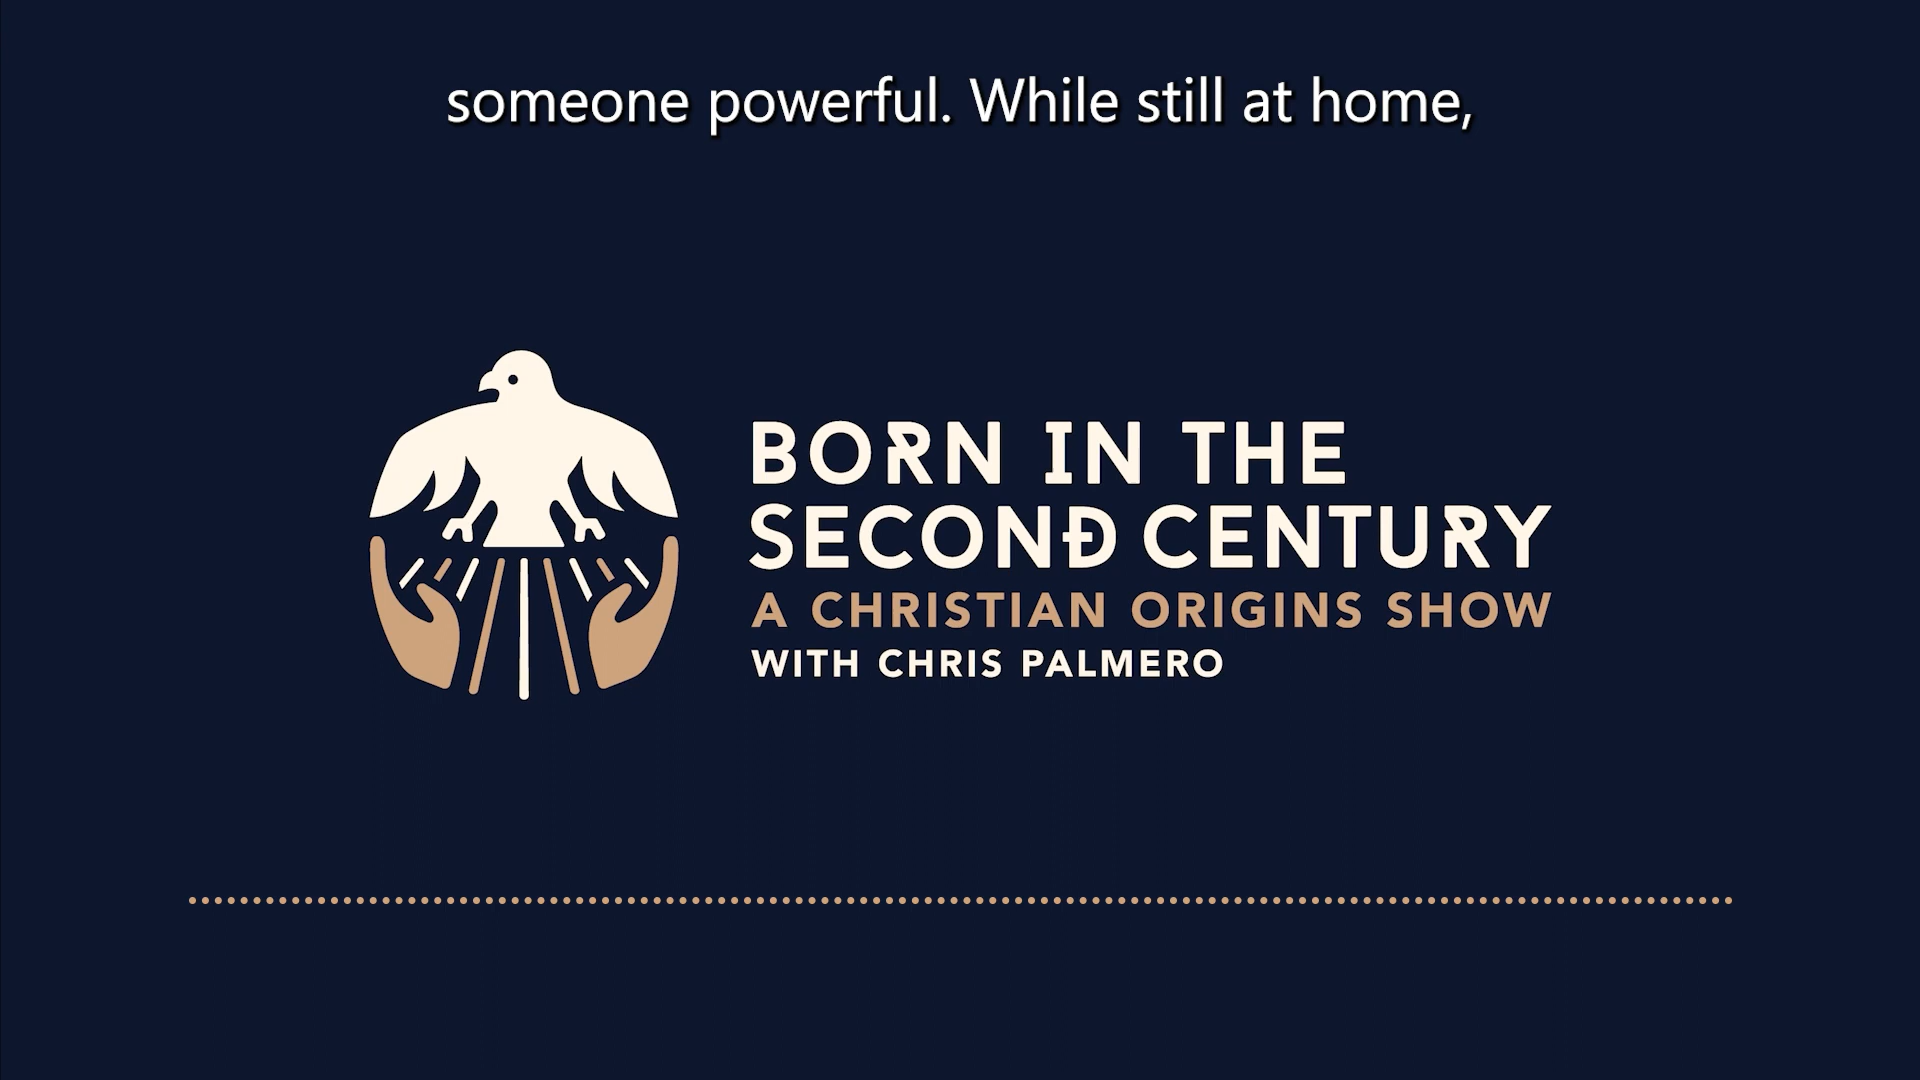 someone powerful. While still at home,
BORN IN THE
SECOND CENTURY
A CHRISTIAN ORIGINS SHOW
WITH CHRIS PALMERO